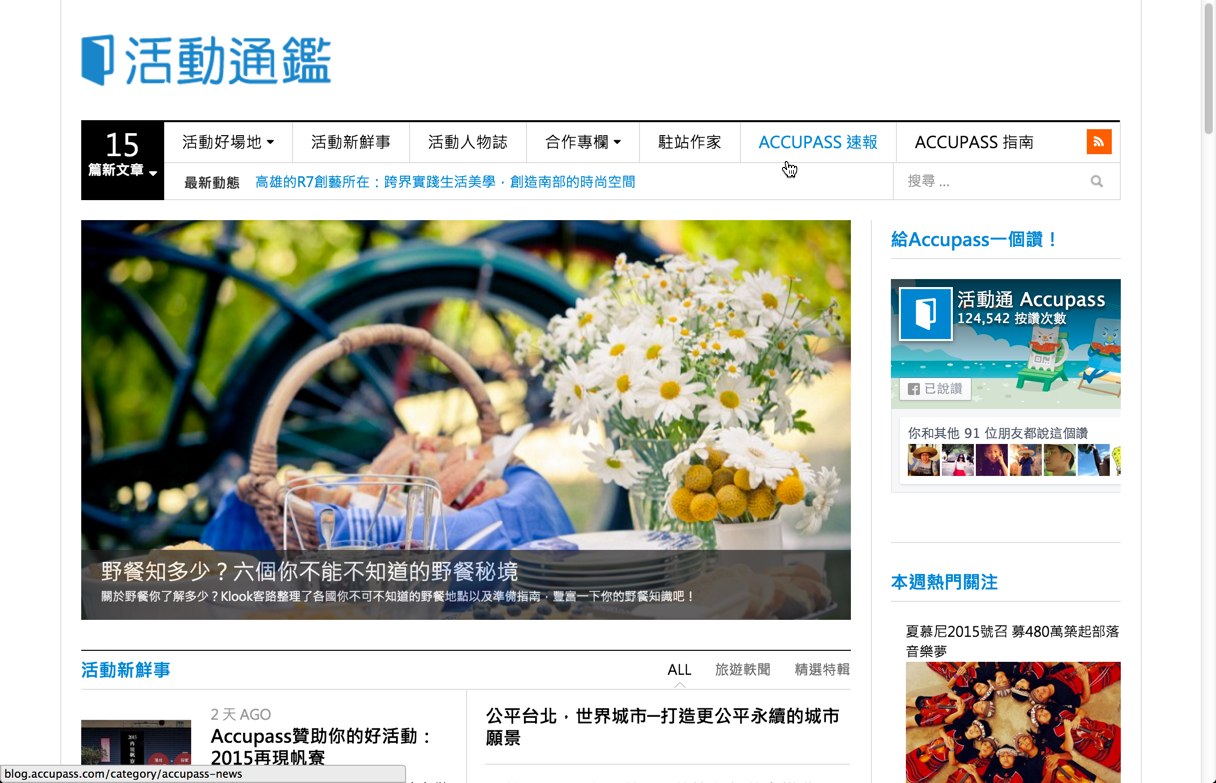 活動通鑑
15
篇新文章
活動好場地
活動新鮮事
活動人物誌
合作專欄
駐站作家
ACCUPASS 速報
ACCUPASS 指南
最新動態
高雄的R7創藝所在：跨界實踐生活美學，創造南部的時尚空間
搜尋 ...
給Accupass一個讚！
活動通 Accupass
124,542 按讚次數
已說讚
你和其他 91 位朋友都說這個讚
野餐知多少？六個你不能不知道的野餐秘境
關於野餐你了解多少？Klook客路整理了各國你不可不知道的野餐地點以及準備指南，豐富一下你的野餐知識吧！
本週熱門關注
夏慕尼2015號召 募480萬築起部落
音樂夢
活動新鮮事
ALL
旅遊軼聞
精選特輯
2 天 AGO
Accupass贊助你的好活動：
2015再現帆寮
公平台北，世界城市─打造更公平永續的城市
願景
blog.accupass.com/category/accupass-news